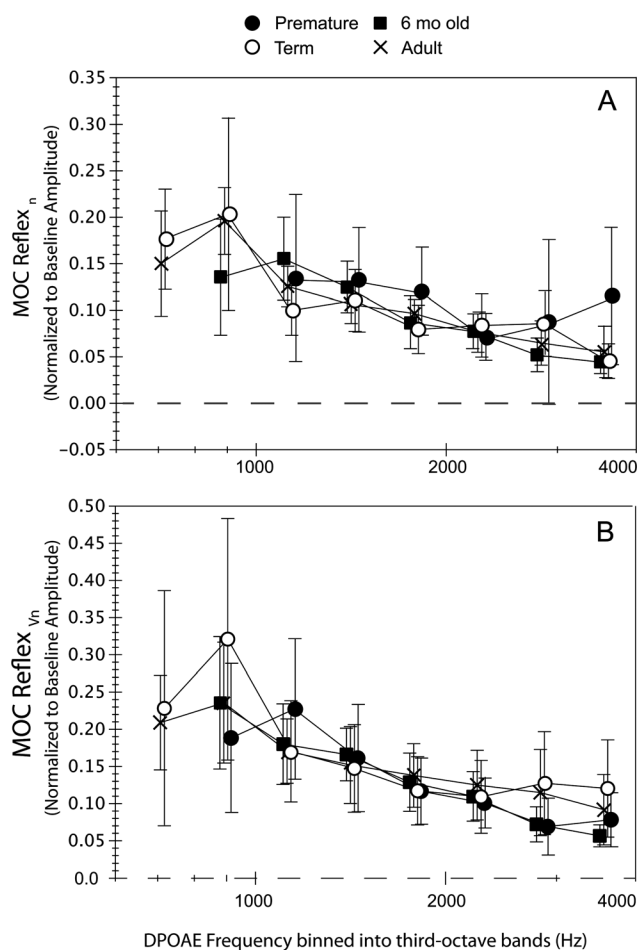 Premature 6 mo old
Term Adult
A
MOC Reflex n
(Normalized to Baseline Amplitude)
0.35
0.30
0.25
0.20
0.15
0.10
0.05
0.00
−0.05
1000 2000 4000
B
MOC Reflex Vn
(Normalized to Baseline Amplitude)
0.50
0.45
0.40
0.35
0.30
0.25
0.20
0.15
0.10
0.05
0.0
1000 2000 4000
DPOAE Frequency binned into third-octave bands (Hz)